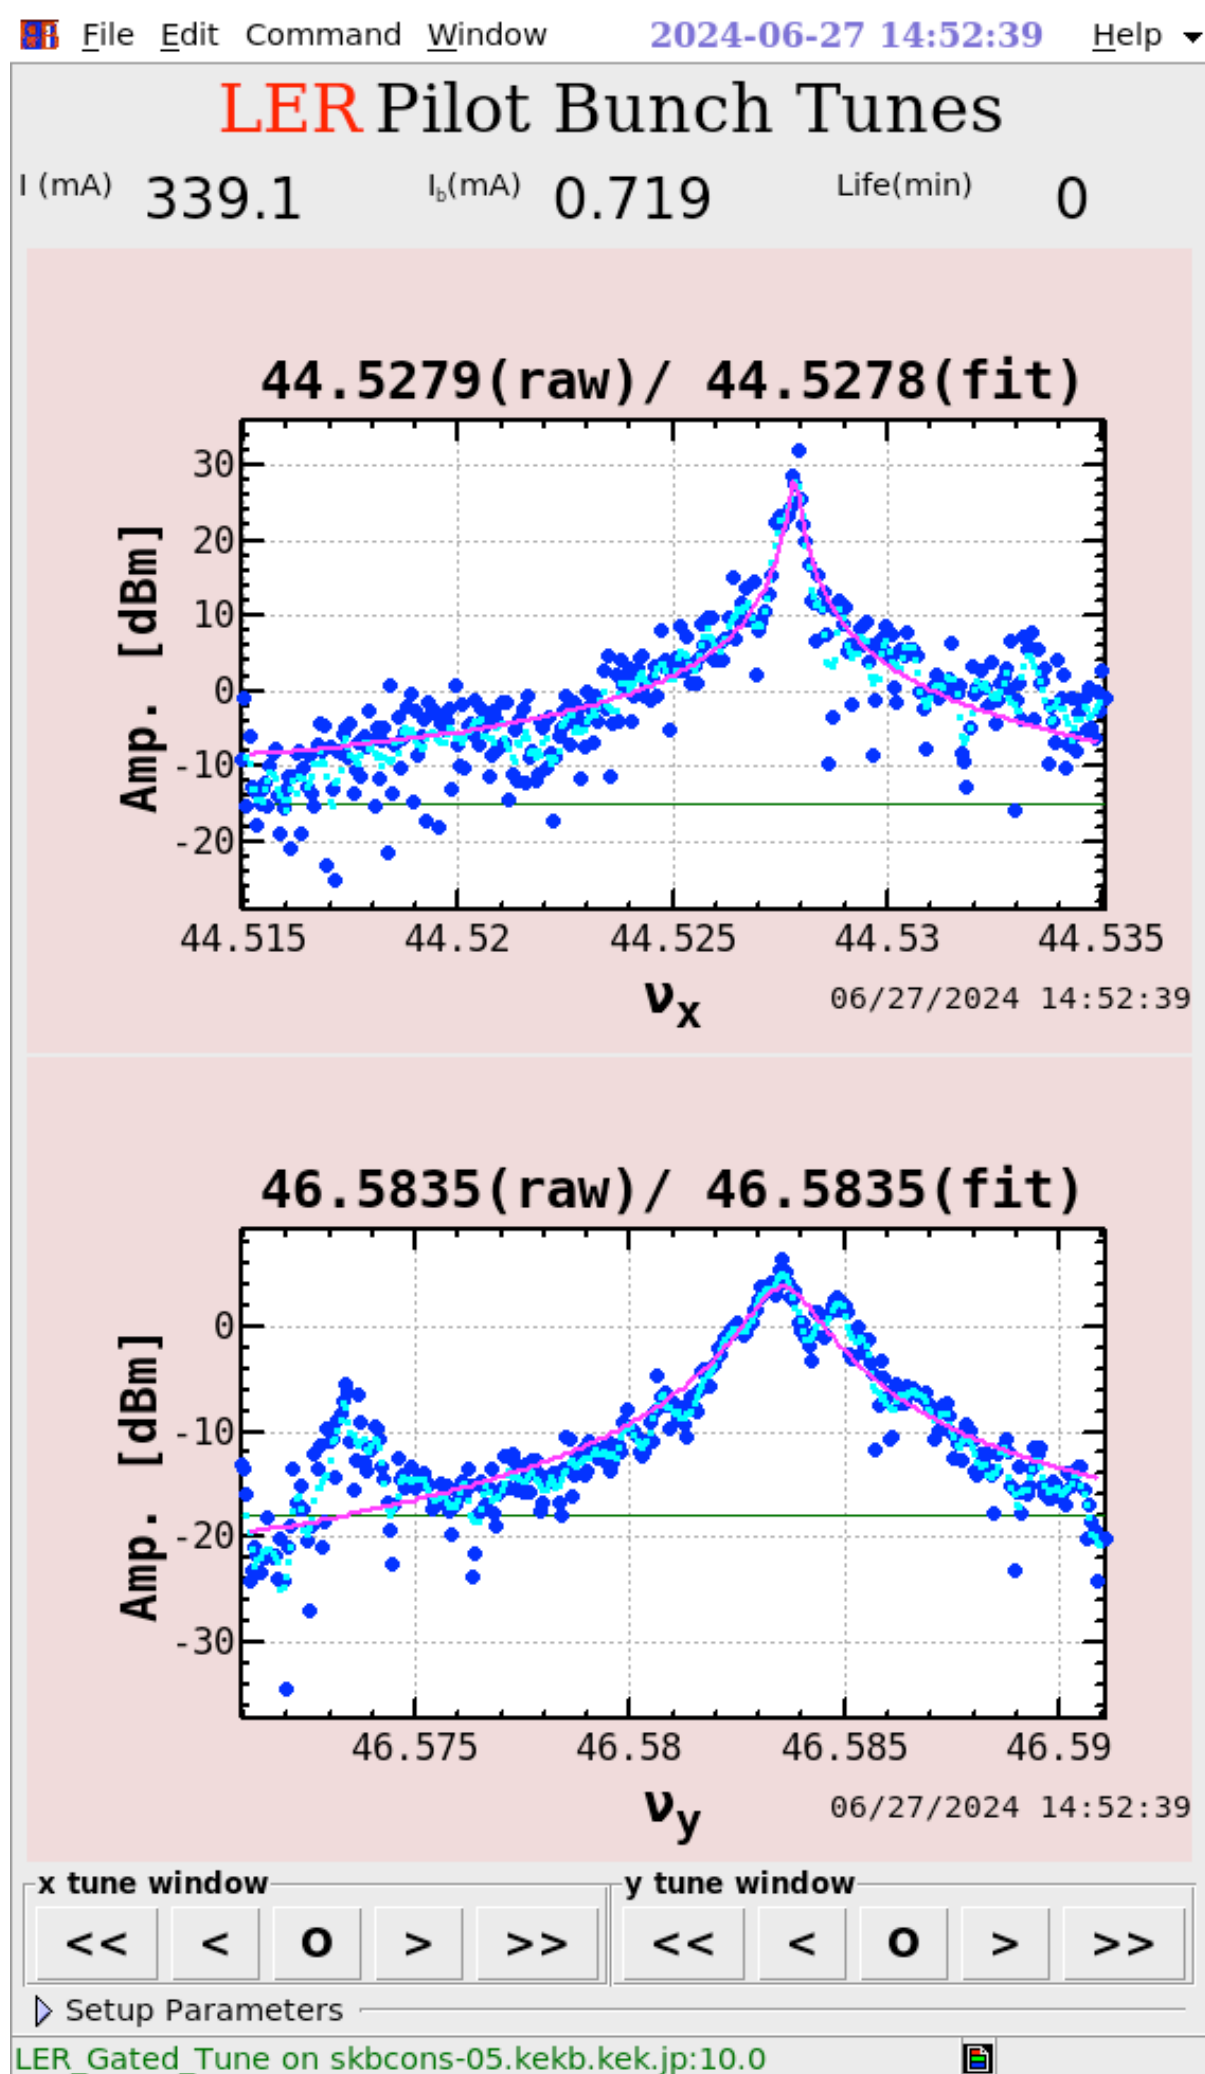 File Edit Command Window 2024-06-27 14:52:39 Help
LER Pilot Bunch Tunes
I (mA) 339.1 Ib(mA) 0.719 Life(min) 0
44.5279(raw)/ 44.5278(fit)
30
20
10
0
-10
-20
Amp. [dBm]
44.515 44.52 44.525 44.53 44.535
νx
06/27/2024 14:52:39
46.5835(raw)/ 46.5835(fit)
0
-10
-20
-30
Amp. [dBm]
46.575 46.58 46.585 46.59
νy
06/27/2024 14:52:39
x tune window y tune window
<< < O > >> << < O > >>
Setup Parameters
LER_Gated_Tune on skbcons-05.kekb.kek.jp:10.0